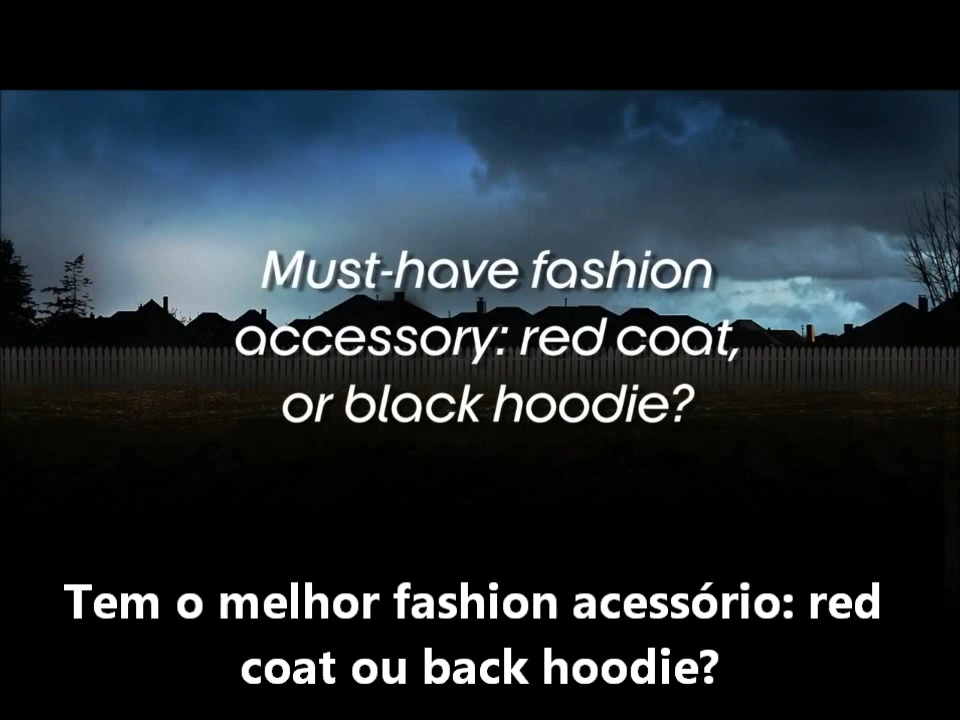 Must-have fashion
accessory: red coat,
or black hoodie?
Tem o melhor fashion acessório: red
coat ou back hoodie?